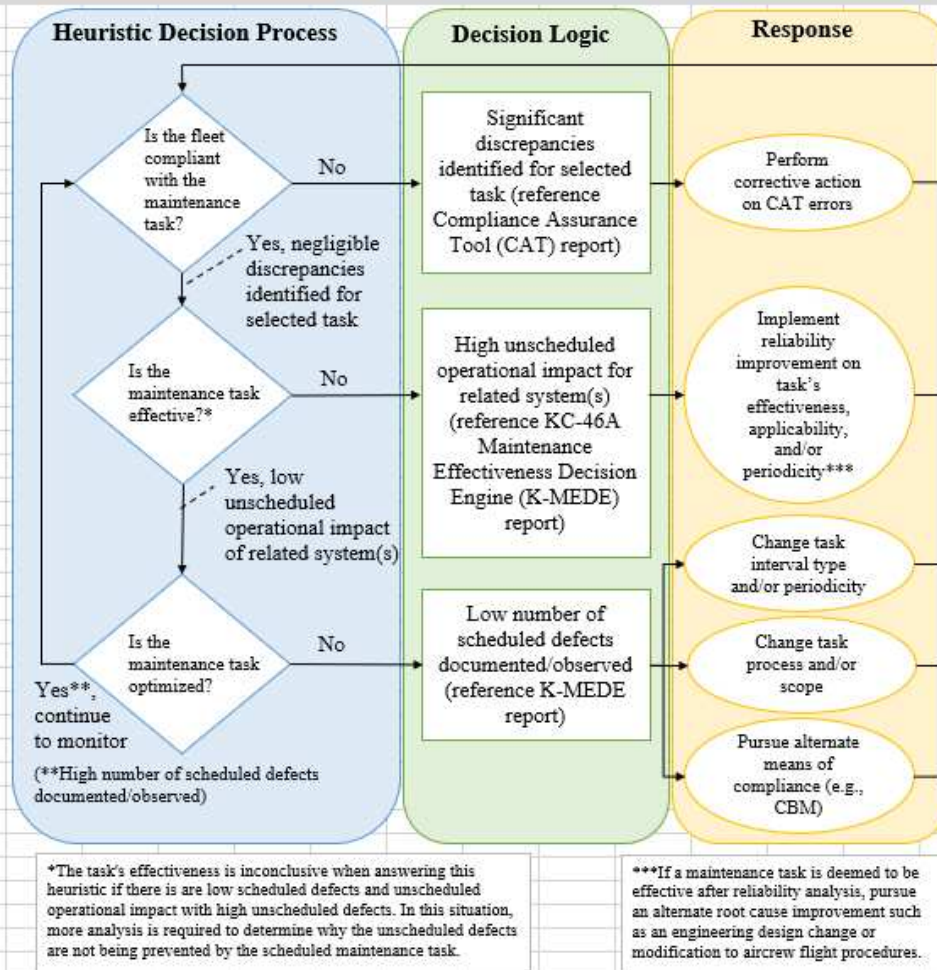 Heuristic Decision Process
Decision Logic
Response
Is the fleet
compliant
with the
maintenance
task?
No
Significant
discrepancies
identified for
selected task (reference
Compliance Assurance
Tool (CAT) report)
Perform
corrective action
on CAT errors
Yes, negligible
discrepancies
identified for
selected task
Is the
maintenance task
effective?*
No
High unscheduled
operational impact for
related system(s)
(reference KC-46A
Maintenance
Effectiveness Decision
Engine (K-MEDE)
report)
Implement
reliability
improvement on
task's
effectiveness,
applicability,
and/or
periodicity***
Yes, low
unscheduled
operational impact
of related system(s)
Is the
maintenance task
optimized?
No
Low number of
scheduled defects
documented/observed
(reference K-MEDE
report)
Change task
interval type
and/or periodicity
Change task
process and/or
scope
Pursue alternate
means of
compliance (e.g.,
CBM)
Yes**,
continue
to monitor
(**High number of scheduled defects
documented/observed)
*The task's effectiveness is inconclusive when answering this
heuristic if there is are low scheduled defects and unscheduled
operational impact with high unscheduled defects. In this situation,
more analysis is required to determine why the unscheduled defects
are not being prevented by the scheduled maintenance task.
***If a maintenance task is deemed to be
effective after reliability analysis, pursue
an alternate root cause improvement such
as an engineering design change or
modification to aircrew flight procedures.